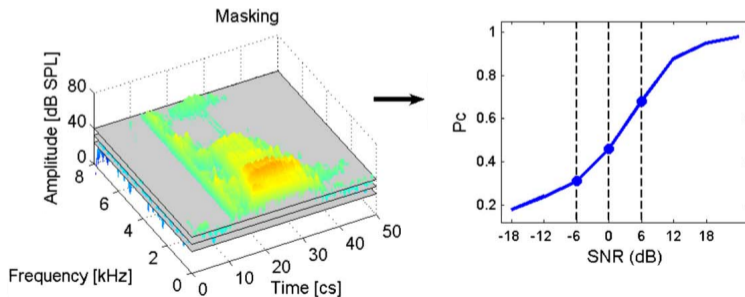 Masking
Amplitude [dB SPL]
80
40
0
8
6
4
2
0
Frequency [kHz]
0
10
20
30
40
50
Time [cs]
Pc
1
0.8
0.6
0.4
0.2
-18 -12 -6 0 6 12 18
SNR (dB)